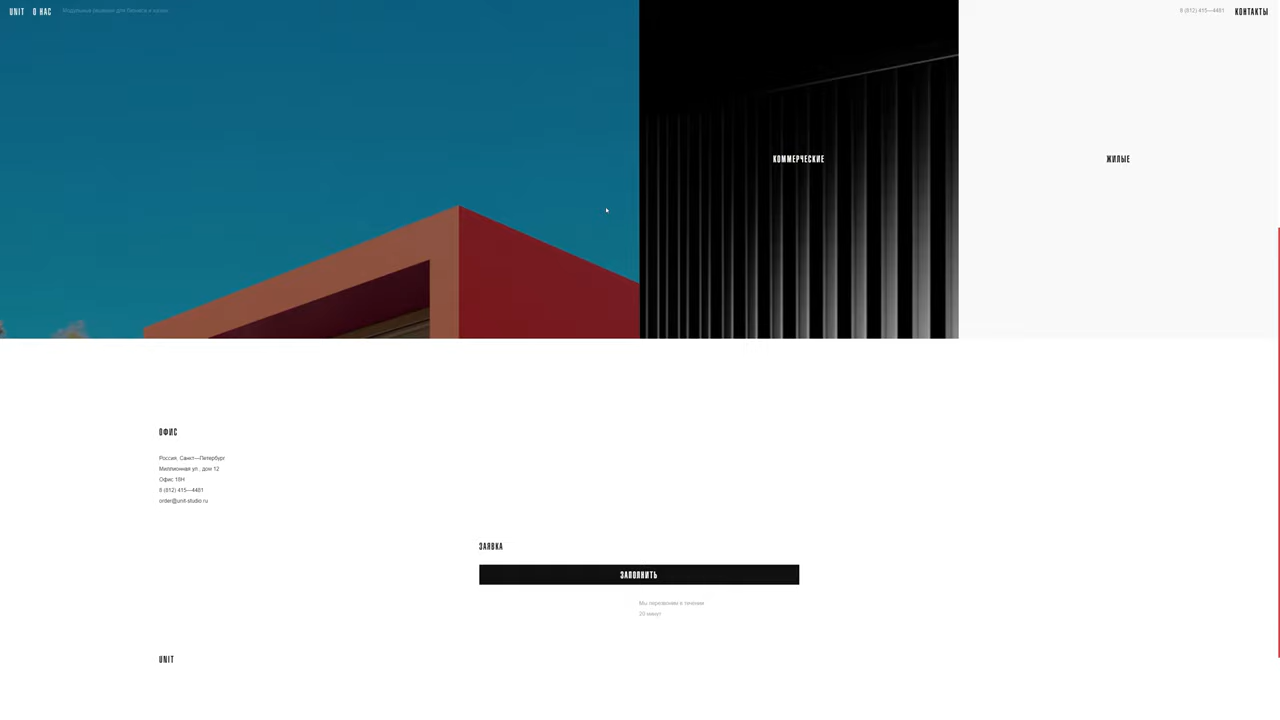 UNIT О НАС Модульные решения для бизнеса и жизни 8 (812) 415—4481 КОНТАКТЫ
КОММЕРЧЕСКИЕ ЖИЛЫЕ
ОФИС
Россия. Санкт—Петербург
Миллионная ул., дом 12
Офис 18Н
8 (812) 415—4481
order@unit-studio.ru
ЗАЯВКА
ЗАПОЛНИТЬ
Мы перезвоним в течении
20 минут
UNIT